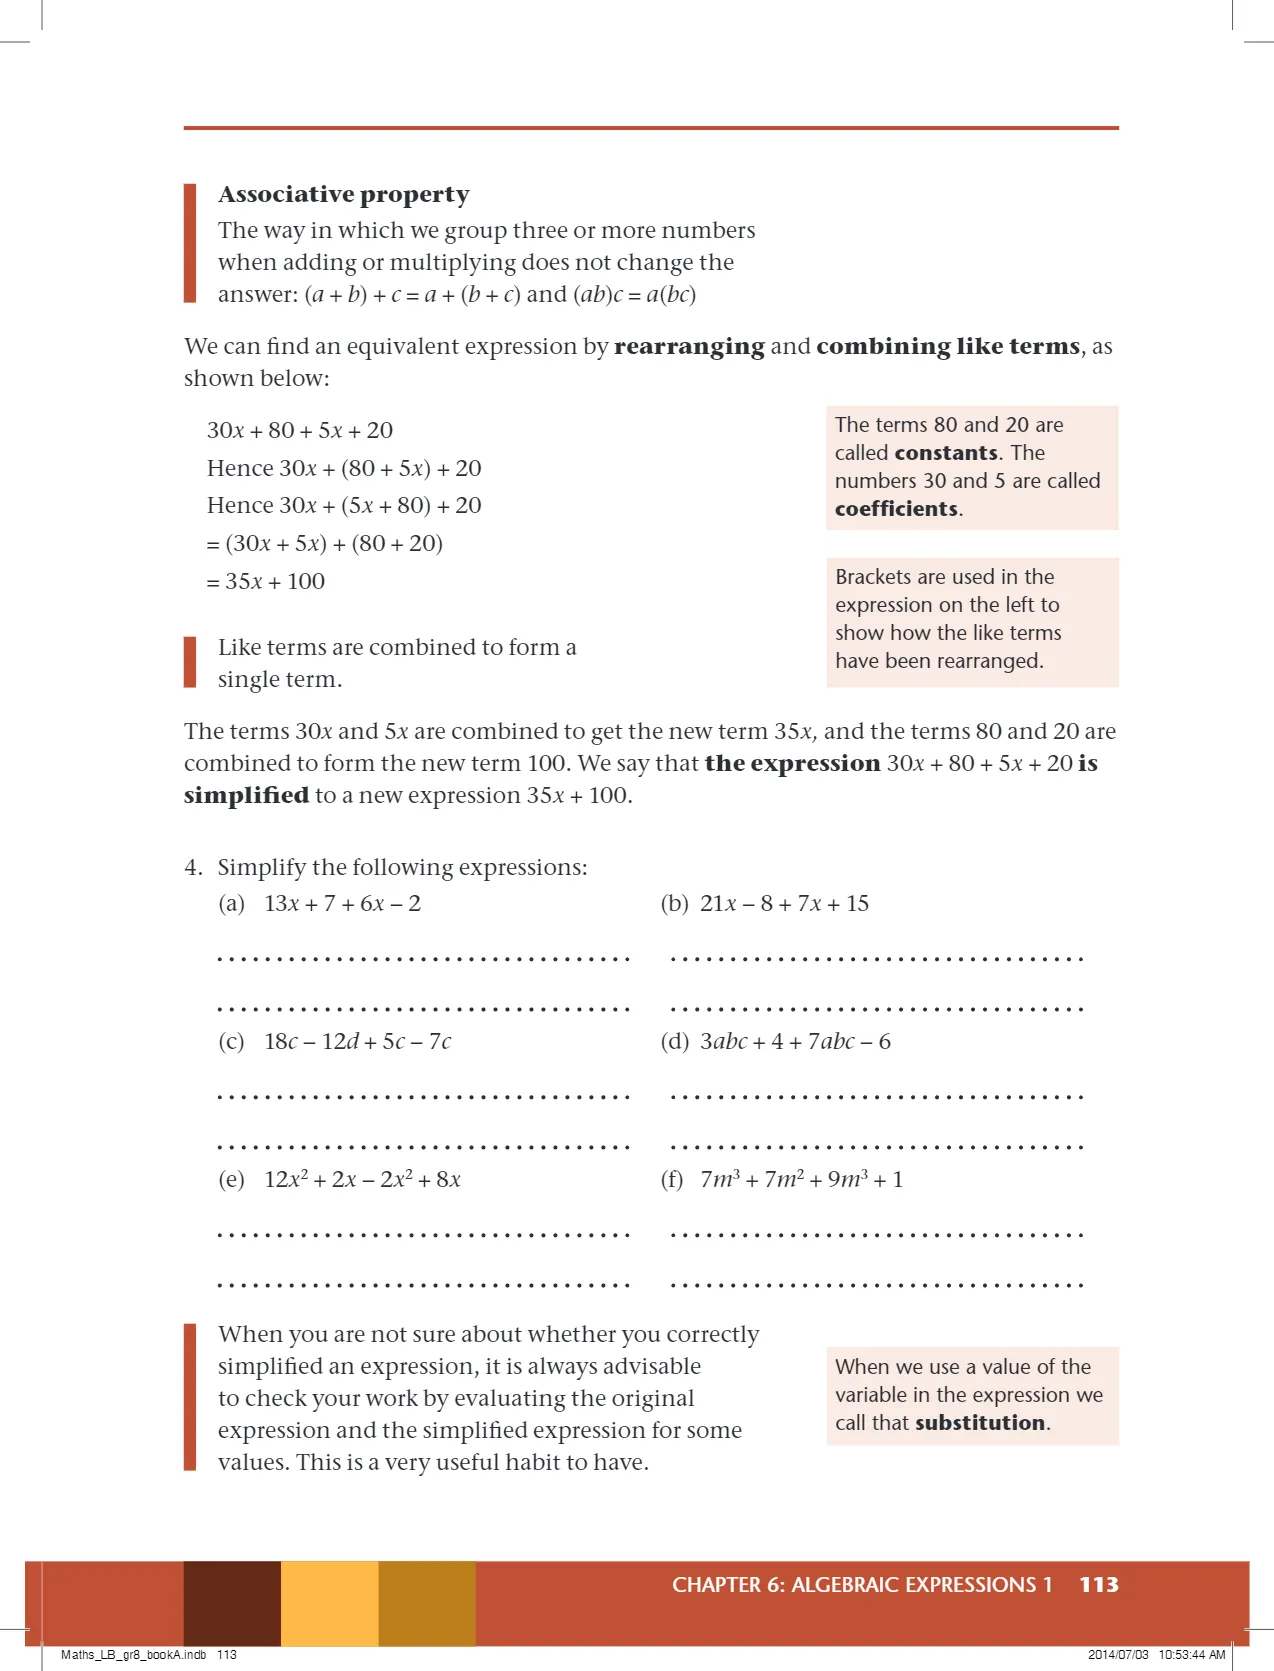 Associative property
The way in which we group three or more numbers
when adding or multiplying does not change the
answer: (a + b) + c = a + (b + c) and (ab)c = a(bc)
We can find an equivalent expression by rearranging and combining like terms, as
shown below:
30x + 80 + 5x + 20
Hence 30x + (80 + 5x) + 20
Hence 30x + (5x + 80) + 20
= (30x + 5x) + (80 + 20)
= 35x + 100
The terms 80 and 20 are
called constants. The
numbers 30 and 5 are called
coefficients.
Brackets are used in the
expression on the left to
show how the like terms
have been rearranged.
Like terms are combined to form a
single term.
The terms 30x and 5x are combined to get the new term 35x, and the terms 80 and 20 are
combined to form the new term 100. We say that the expression 30x + 80 + 5x + 20 is
simplified to a new expression 35x + 100.
4. Simplify the following expressions:
(a) 13x + 7 + 6x – 2
(b) 21x – 8 + 7x + 15
(c) 18c – 12d + 5c – 7c
(d) 3abc + 4 + 7abc – 6
(e) 12x² + 2x – 2x² + 8x
(f) 7m³ + 7m² + 9m³ + 1
When you are not sure about whether you correctly
simplified an expression, it is always advisable
to check your work by evaluating the original
expression and the simplified expression for some
values. This is a very useful habit to have.
When we use a value of the
variable in the expression we
call that substitution.
CHAPTER 6: ALGEBRAIC EXPRESSIONS 1 113
Maths_LB_gr8_bookA.indb 113
2014/07/03 10:53:44 AM